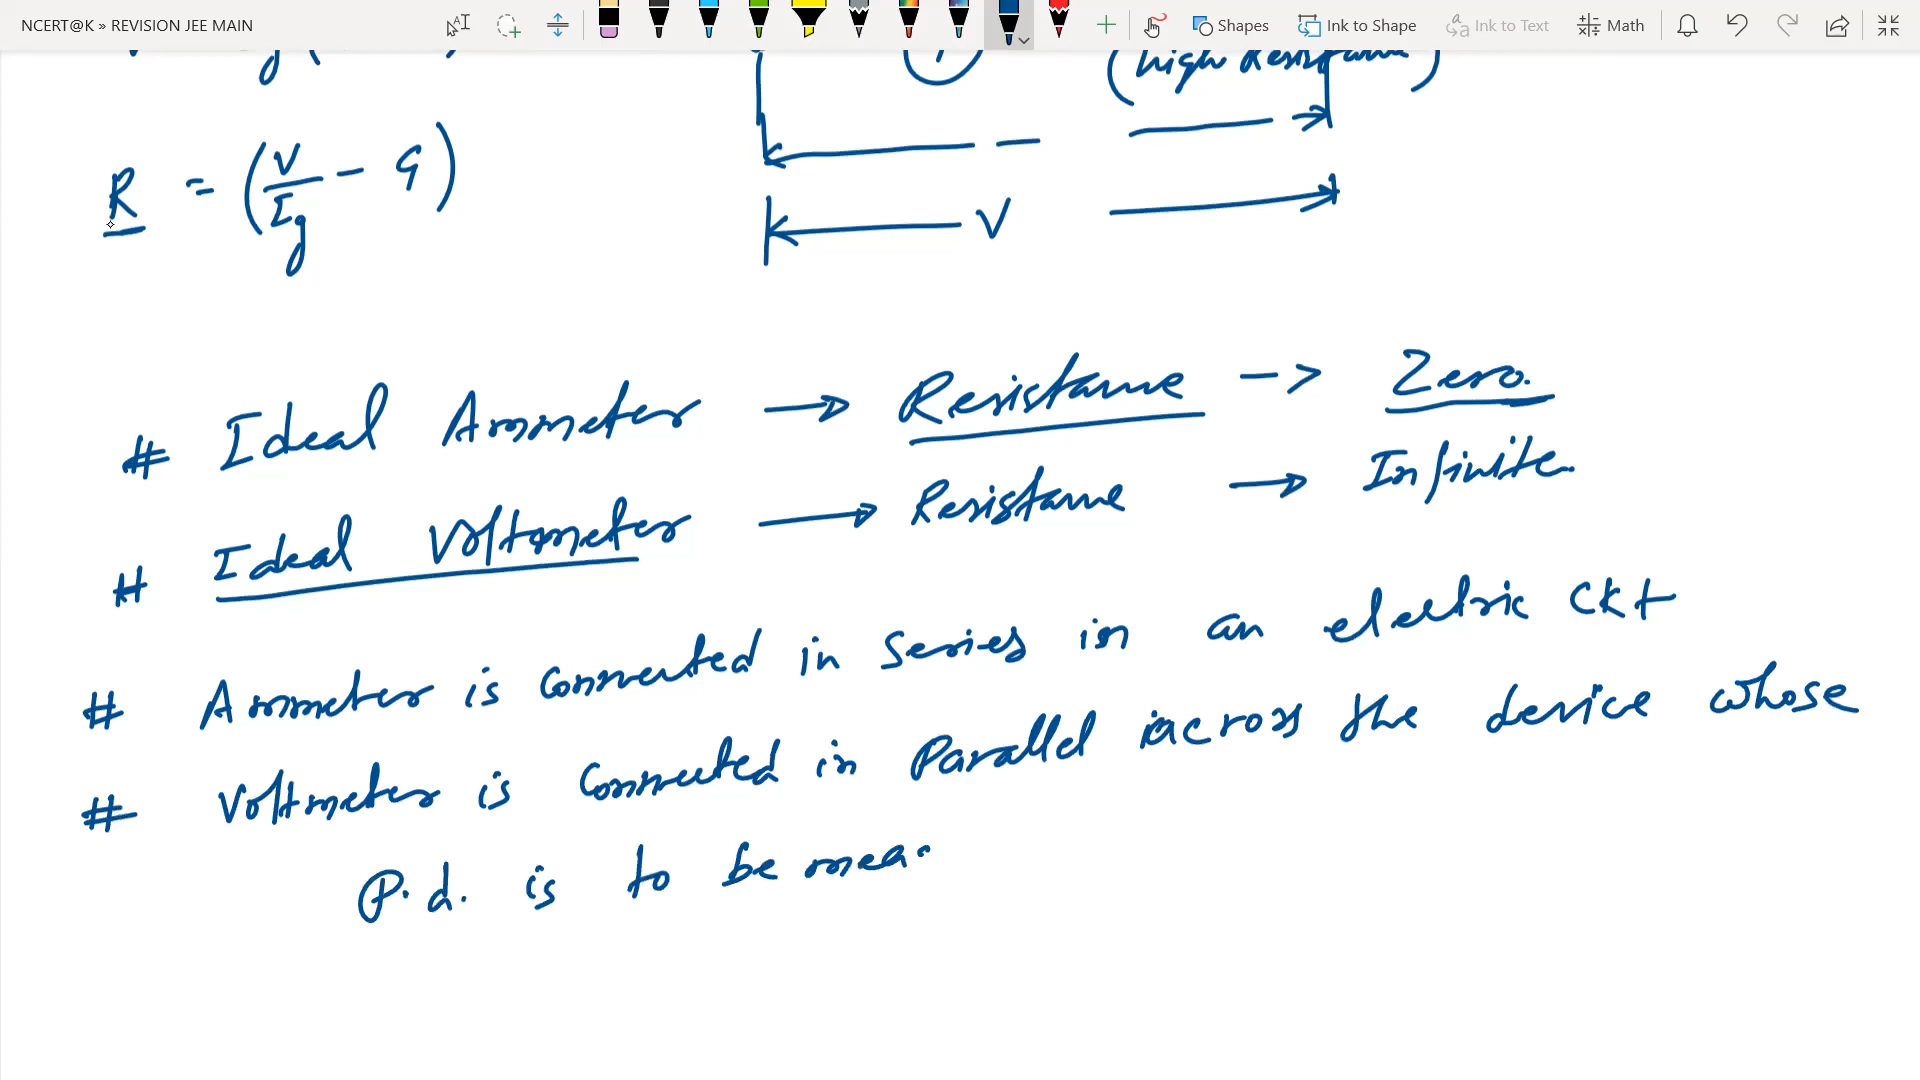 NCERT@K » REVISION JEE MAIN
Shapes Ink to Shape Ink to Text Math
(high Resistance)
R = (V/Ig - G)
V
# Ideal Ammeter → Resistance -> Zero.
# Ideal Voltmeter → Resistance → Infinite.
# Ammeter is connected in Series in an electric ckt
# Voltmeter is connected in parallel across the device whose
P.d. is to be mea